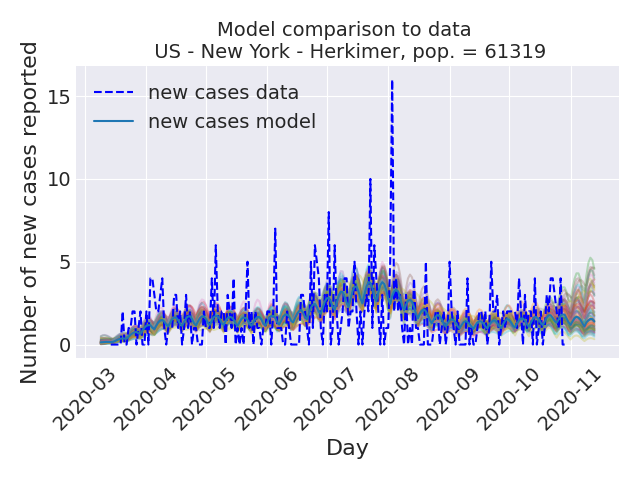 Model comparison to data
US - New York - Herkimer, pop. = 61319
Number of new cases reported
15
10
5
0
new cases data
new cases model
2020-03
2020-04
2020-05
2020-06
2020-07
2020-08
2020-09
2020-10
2020-11
Day